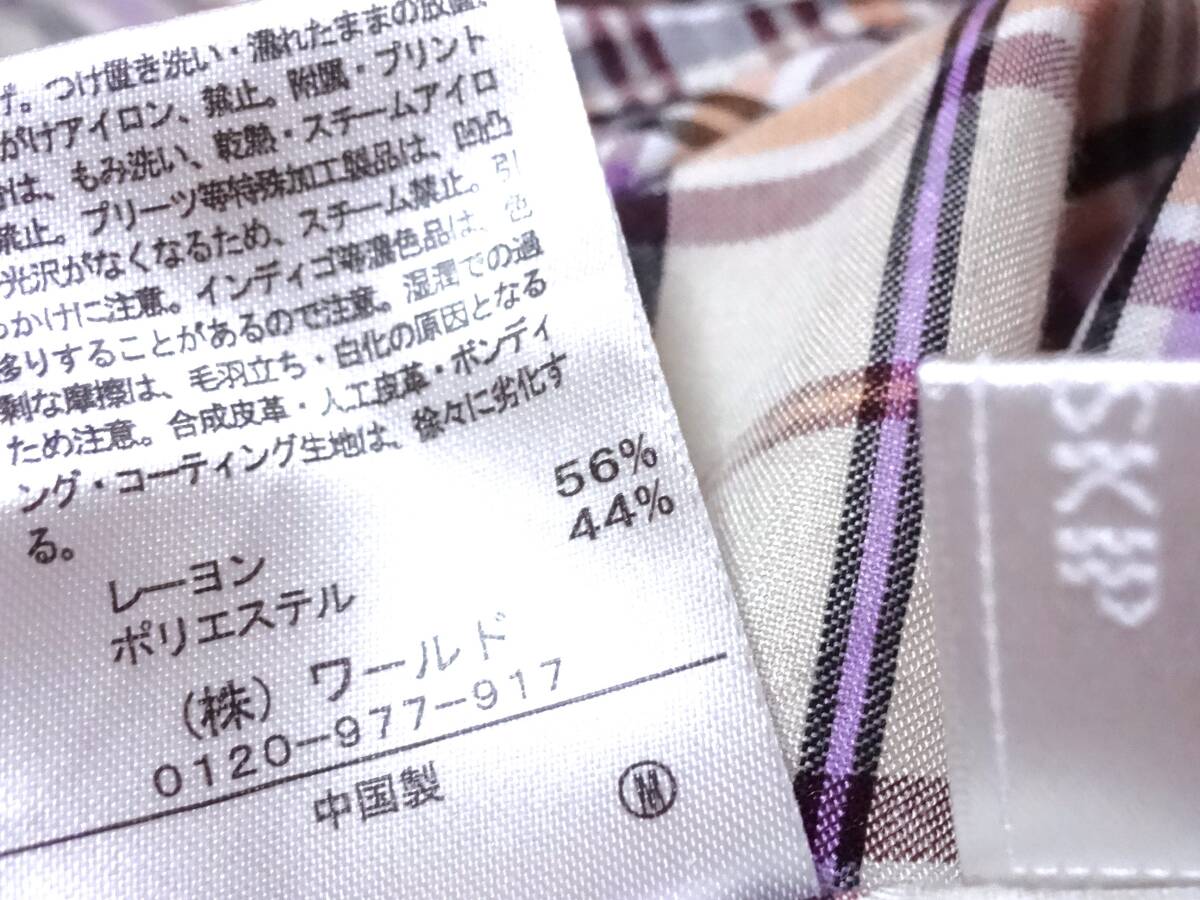 げ。つけ置き洗い・濡れたままの放置、
がけアイロン、禁止。附属・プリント
は、もみ洗い、乾熱・スチームアイロ
禁止。プリーツ等特殊加工製品は、凹凸
光沢がなくなるため、スチーム禁止。引
っかけに注意。インディゴ等濃色品は、色
移りすることがあるので注意。湿潤での過
剰な摩擦は、毛羽立ち・白化の原因となる
ため注意。合成皮革・人工皮革・ボンディ
ング・コーティング生地は、徐々に劣化す
る。
レーヨン 56%
ポリエステル 44%
(株) ワールド
0120-977-917
中国製
M
SKP